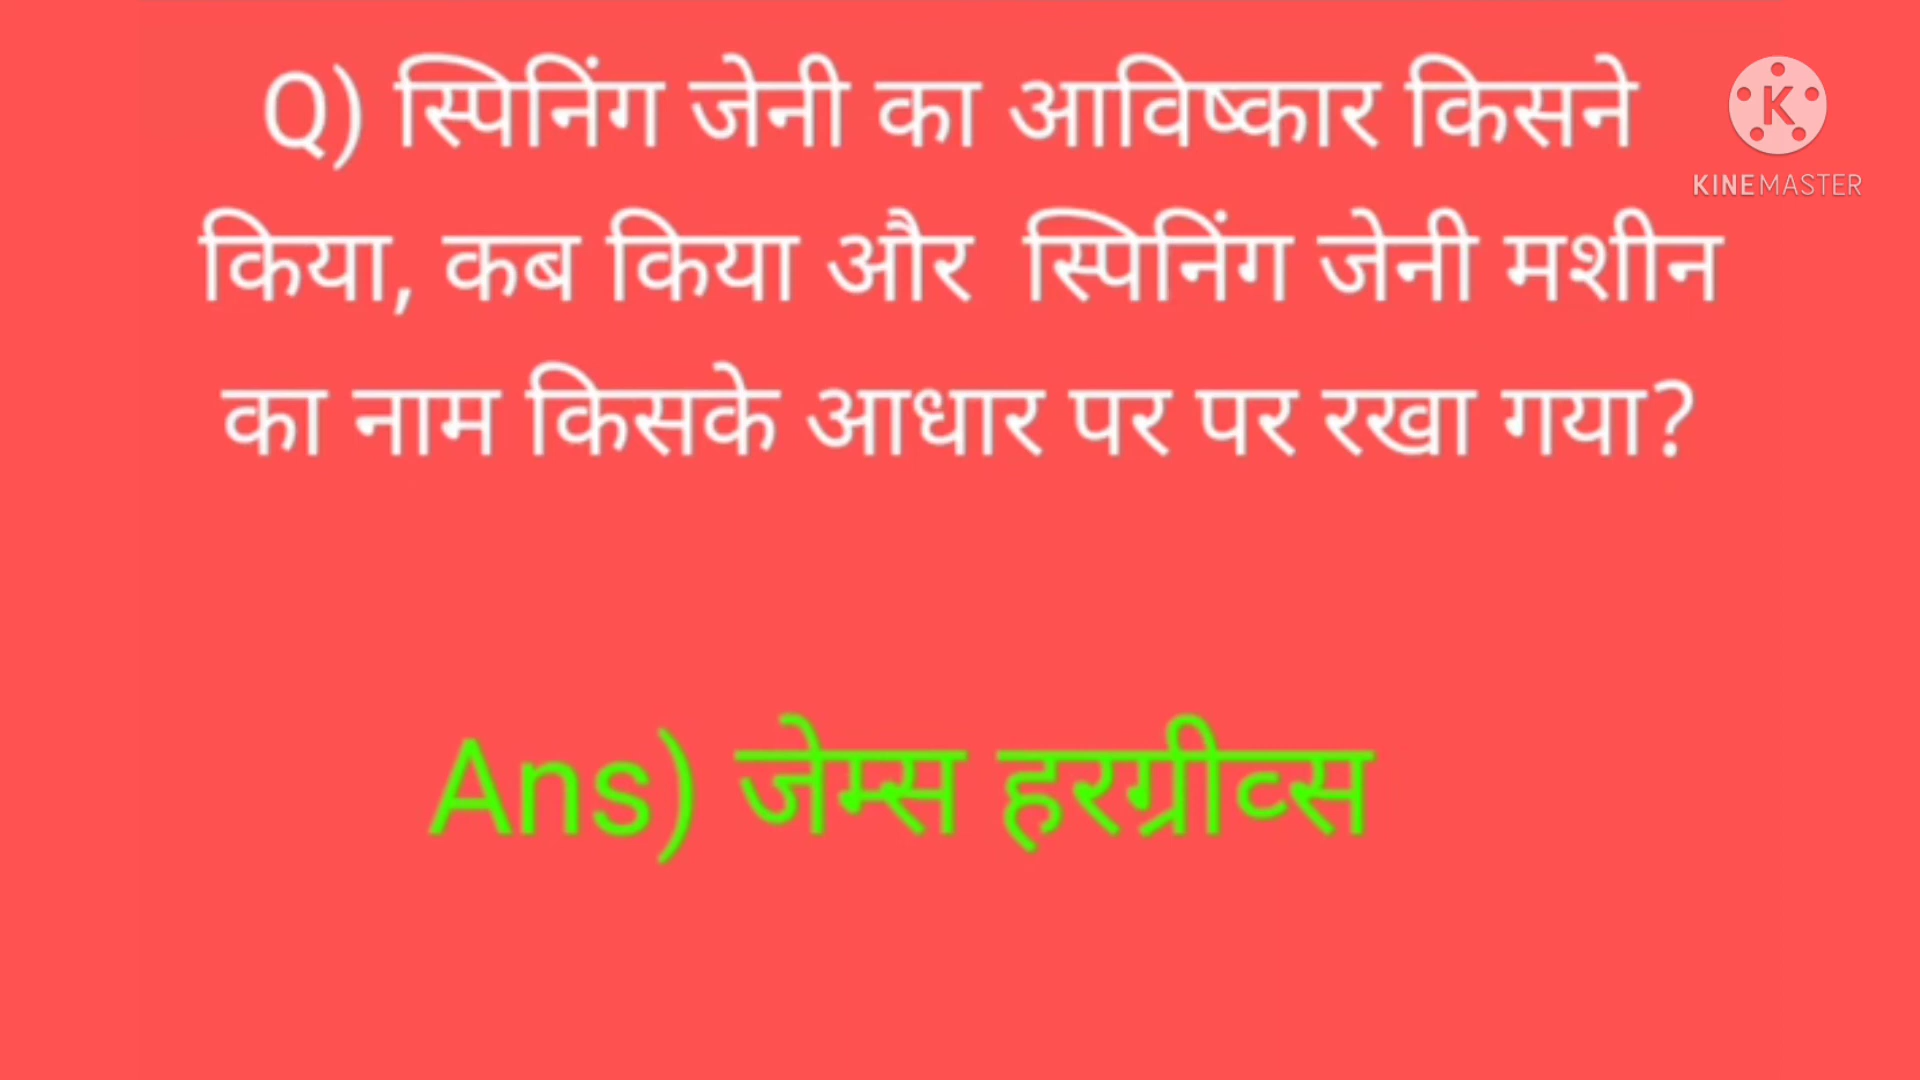 Q) स्पिनिंग जेनी का आविष्कार किसने
किया, कब किया और स्पिनिंग जेनी मशीन
का नाम किसके आधार पर पर रखा गया?
K
KINEMASTER
Ans) जेम्स हरग्रीव्स